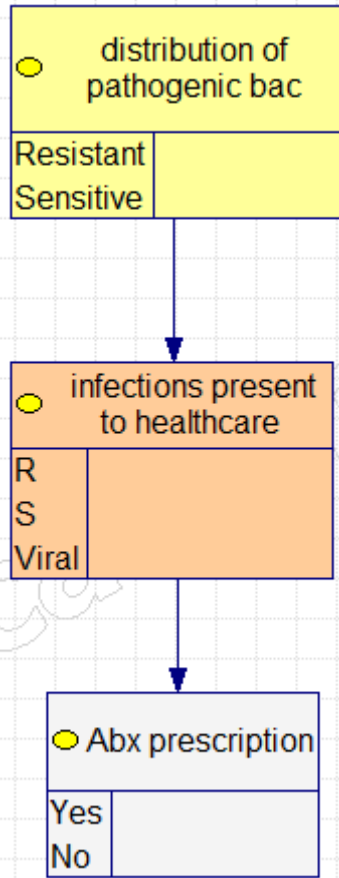 distribution of
pathogenic bac
Resistant
Sensitive
infections present
to healthcare
R
S
Viral
Abx prescription
Yes
No